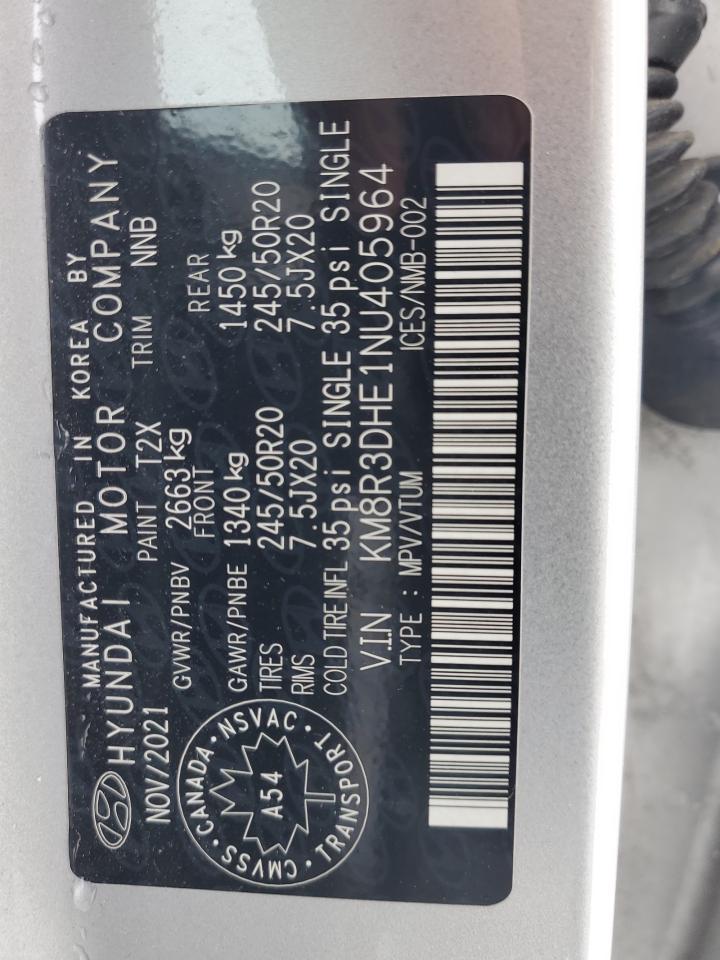 MANUFACTURED IN KOREA BY
HYUNDAI MOTOR COMPANY
NOV/2021 PAINT T2X TRIM NNB
GVWR/PNBV 2663 kg
FRONT REAR
GAWR/PNBE 1340 kg 1450 kg
TIRES 245/50R20 245/50R20
RIMS 7.5JX20 7.5JX20
COLD TIRE INFL 35 psi SINGLE 35 psi SINGLE
V.I.N KM8R3DHE1NU405964
TYPE : MPV/VTUM ICES/NMB-002
CANADA · NSVAC · TRANSPORT · CMVSS ·
A54